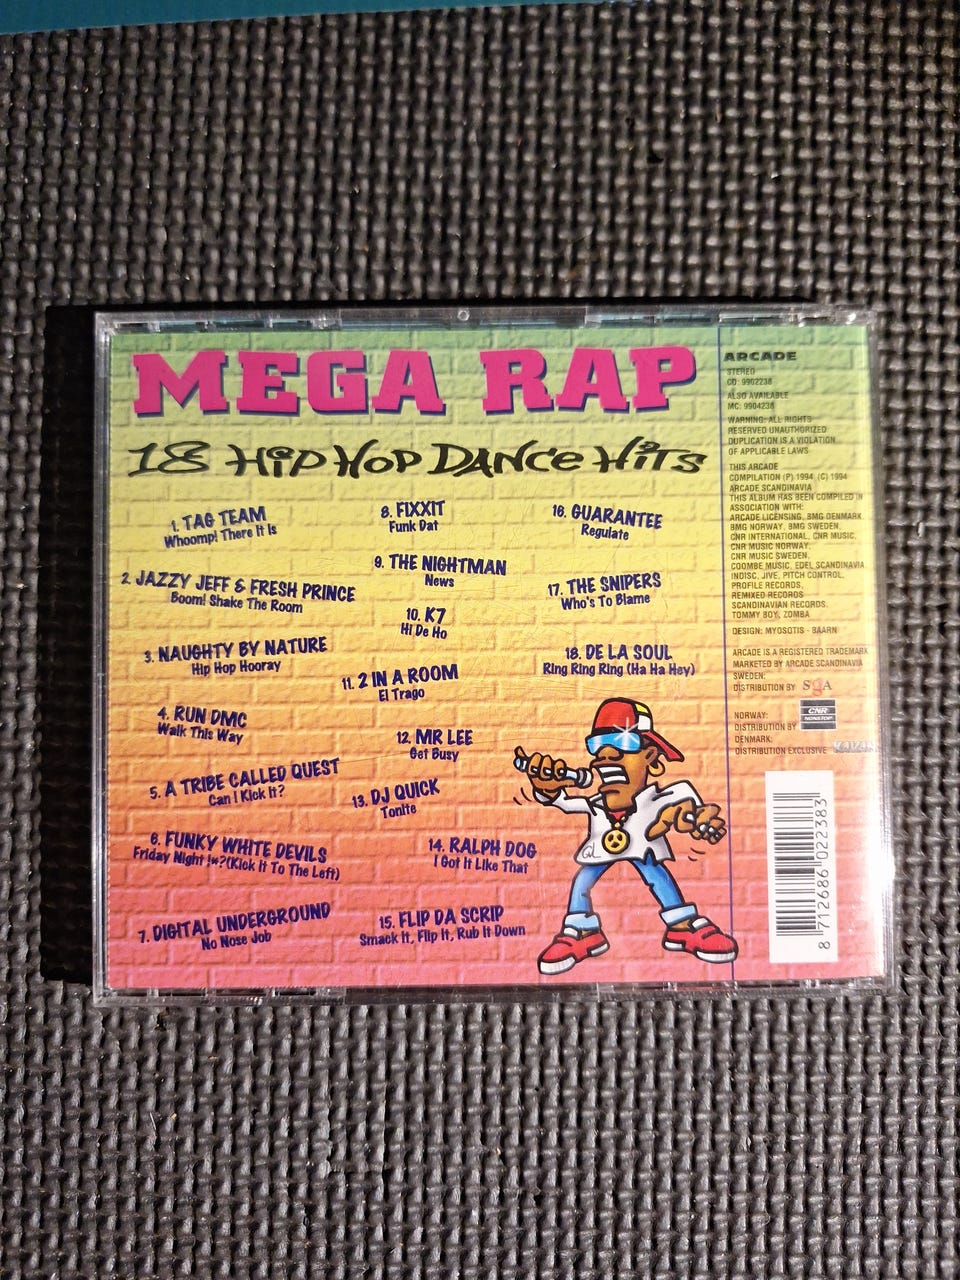 MEGA RAP
18 HIP HOP DANCE HITS
1. TAG TEAM
Whoomp! There It Is
2. JAZZY JEFF & FRESH PRINCE
Boom! Shake The Room
3. NAUGHTY BY NATURE
Hip Hop Hooray
4. RUN DMC
Walk This Way
5. A TRIBE CALLED QUEST
Can I Kick It?
6. FUNKY WHITE DEVILS
Friday Night !*?(Kick It To The Left)
7. DIGITAL UNDERGROUND
No Nose Job
8. FIXXIT
Funk Dat
9. THE NIGHTMAN
News
10. K7
Hi De Ho
11. 2 IN A ROOM
El Trago
12. MR LEE
Get Busy
13. DJ QUICK
Tonite
14. RALPH DOG
I Got It Like That
15. FLIP DA SCRIP
Smack It, Flip It, Rub It Down
16. GUARANTEE
Regulate
17. THE SNIPERS
Who's To Blame
18. DE LA SOUL
Ring Ring Ring (Ha Ha Hey)
ARCADE
STEREO
CD: 9902238
ALSO AVAILABLE
MC: 9904238
WARNING: ALL RIGHTS
RESERVED UNAUTHORIZED
DUPLICATION IS A VIOLATION
OF APPLICABLE LAWS
THIS ARCADE
COMPILATION (P) 1994 (C) 1994
ARCADE SCANDINAVIA
THIS ALBUM HAS BEEN COMPILED IN
ASSOCIATION WITH:
ARCADE LICENSING, BMG DENMARK,
BMG NORWAY, BMG SWEDEN,
CNR INTERNATIONAL, CNR MUSIC,
CNR MUSIC NORWAY,
CNR MUSIC SWEDEN,
COOMBE MUSIC, EDEL SCANDINAVIA
INDISC, JIVE, PITCH CONTROL,
PROFILE RECORDS,
REMIXED RECORDS
SCANDINAVIAN RECORDS,
TOMMY BOY, ZOMBA
DESIGN: MYOSOTIS - BAARN
ARCADE IS A REGISTERED TRADEMARK
MARKETED BY ARCADE SCANDINAVIA
SWEDEN:
DISTRIBUTION BY SGA
NORWAY:
DISTRIBUTION BY CNR NONSTOP
DENMARK:
DISTRIBUTION EXCLUSIVE
8 712686 022383